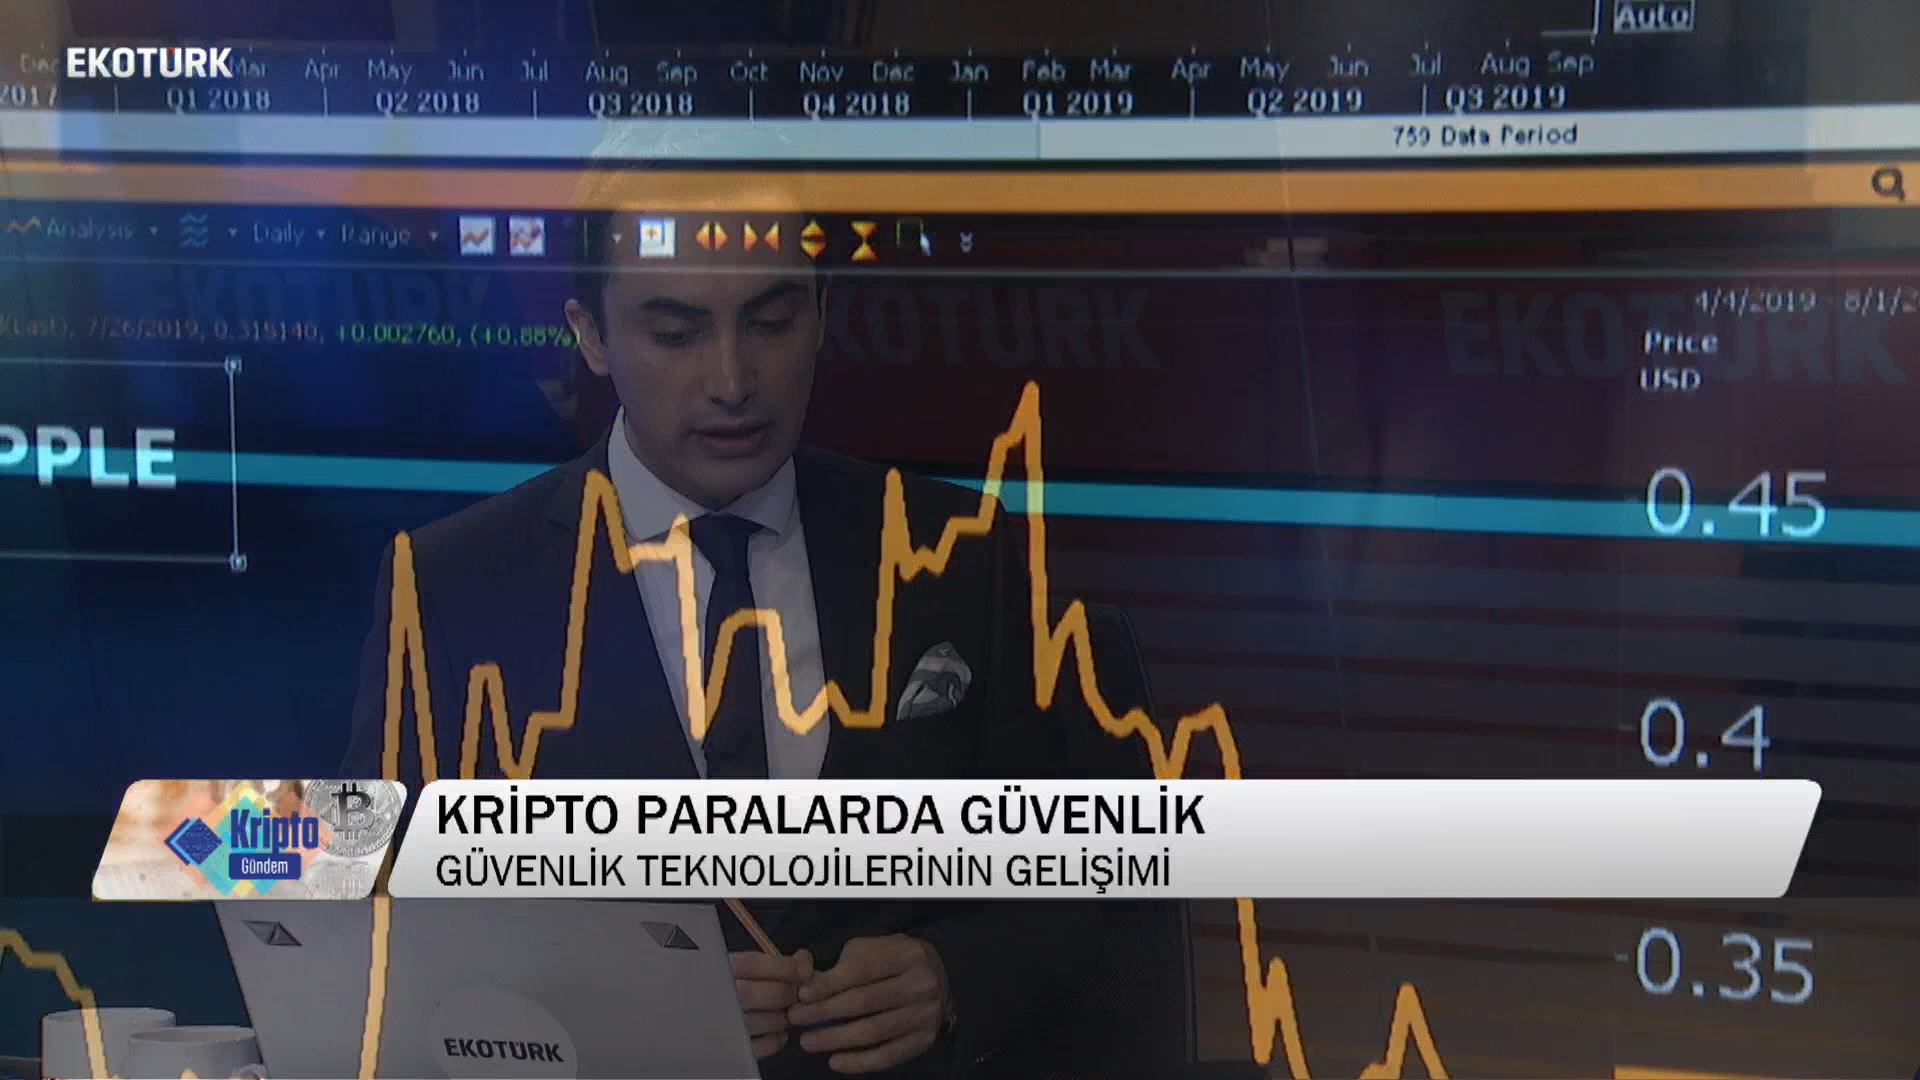 Auto
EKOTÜRK
Dec Mar Apr May Jun Jul Aug Sep Oct Nov Dec Jan Feb Mar Apr May Jun Jul Aug Sep
2017 Q1 2018 Q2 2018 Q3 2018 Q4 2018 Q1 2019 Q2 2019 Q3 2019
759 Data Period
Analysis Daily Range
EKOTÜRK EKOTÜRK EKOTÜRK
4/4/2019 - 8/1/2
(Last), 7/26/2019, 0.315140, +0.002760, (+0.88%)
Price
USD
PPLE
0.45
0.4
Kripto
Gündem
KRİPTO PARALARDA GÜVENLİK
GÜVENLİK TEKNOLOJİLERİNİN GELİŞİMİ
0.35
EKOTÜRK